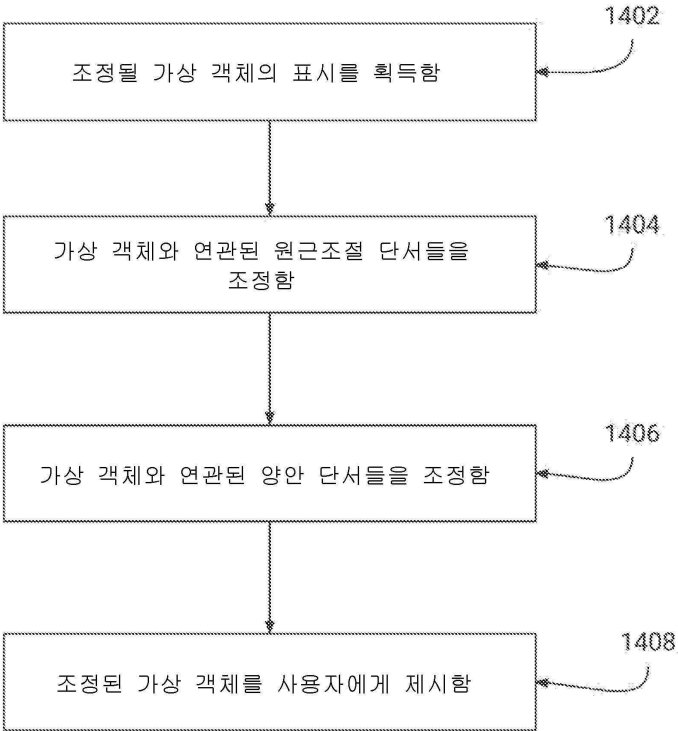 1402
조정될 가상 객체의 표시를 획득함
1404
가상 객체와 연관된 원근조절 단서들을
조정함
1406
가상 객체와 연관된 양안 단서들을 조정함
1408
조정된 가상 객체를 사용자에게 제시함